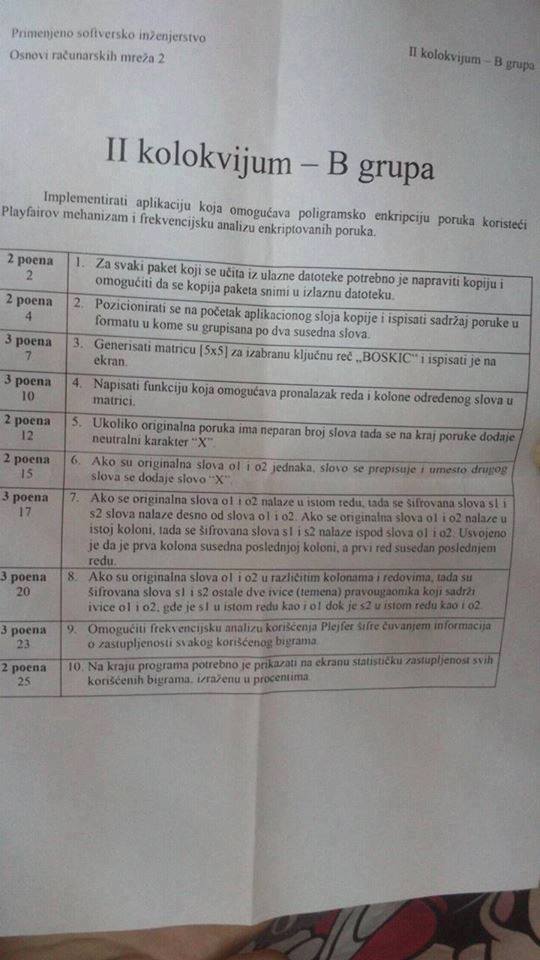 Primenjeno softversko inženjerstvo
Osnovi računarskih mreža 2
II kolokvijum – B grupa
II kolokvijum – B grupa
Implementirati aplikaciju koja omogućava poligramsko enkripciju poruka koristeći
Playfairov mehanizam i frekvencijsku analizu enkriptovanih poruka.
2 poena
2
1. Za svaki paket koji se učita iz ulazne datoteke potrebno je napraviti kopiju i
omogućiti da se kopija paketa snimi u izlaznu datoteku.
2 poena
4
2. Pozicionirati se na početak aplikacionog sloja kopije i ispisati sadržaj poruke u
formatu u kome su grupisana po dva susedna slova.
3 poena
7
3. Generisati matricu [5x5] za izabranu ključnu reč „BOSKIC“ i ispisati je na
ekran.
3 poena
10
4. Napisati funkciju koja omogućava pronalazak reda i kolone određenog slova u
matrici.
2 poena
12
5. Ukoliko originalna poruka ima neparan broj slova tada se na kraj poruke dodaje
neutralni karakter “X”.
2 poena
15
6. Ako su originalna slova o1 i o2 jednaka, slovo se prepisuje i umesto drugog
slova se dodaje slovo “X”.
3 poena
17
7. Ako se originalna slova o1 i o2 nalaze u istom redu, tada se šifrovana slova s1 i
s2 slova nalaze desno od slova o1 i o2. Ako se originalna slova o1 i o2 nalaze u
istoj koloni, tada se šifrovana slova s1 i s2 nalaze ispod slova o1 i o2. Usvojeno
je da je prva kolona susedna poslednjoj koloni, a prvi red susedan poslednjem
redu.
3 poena
20
8. Ako su originalna slova o1 i o2 u različitim kolonama i redovima, tada su
šifrovana slova s1 i s2 ostale dve ivice (temena) pravougaonika koji sadrži
ivice o1 i o2, gde je s1 u istom redu kao i o1 dok je s2 u istom redu kao i o2.
3 poena
23
9. Omogućiti frekvencijsku analizu korišćenja Plejfer šifre čuvanjem informacija
o zastupljenosti svakog korišćenog bigrama.
2 poena
25
10. Na kraju programa potrebno je prikazati na ekranu statističku zastupljenost svih
korišćenih bigrama, izraženu u procentima.